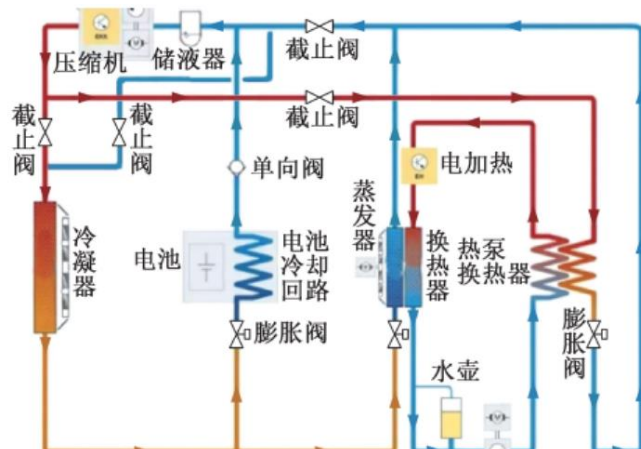 压缩机
储液器
截止阀
截止阀
截止阀
截止阀
单向阀
电加热
冷凝器
电池
电池
冷却
回路
蒸发器
换热器
热泵
换热器
膨胀阀
膨胀阀
水壶